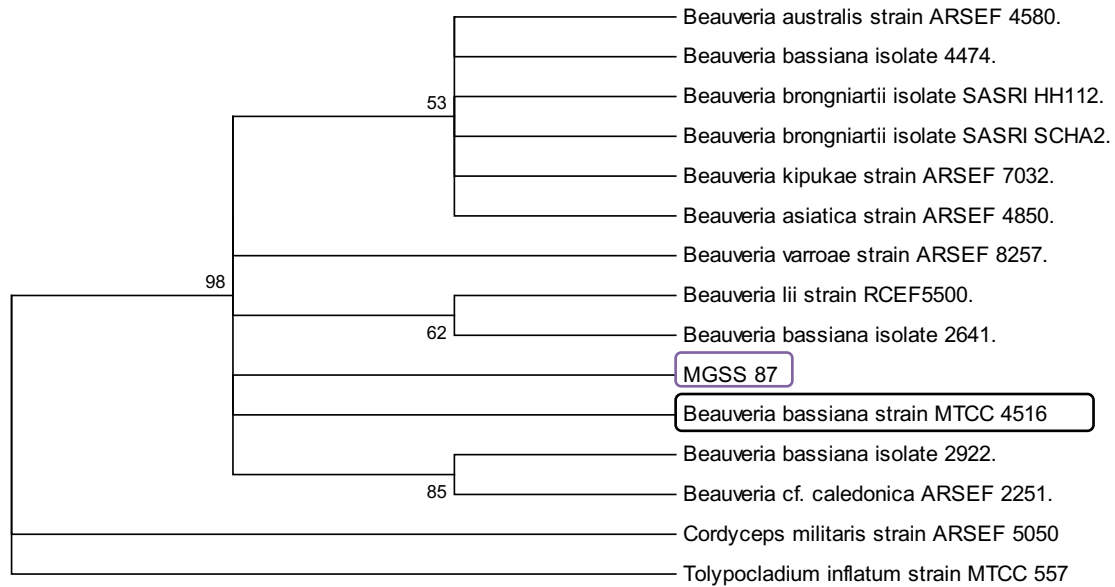 Beauveria australis strain ARSEF 4580.
Beauveria bassiana isolate 4474.
53
Beauveria brongniartii isolate SASRI HH112.
Beauveria brongniartii isolate SASRI SCHA2.
Beauveria kipukae strain ARSEF 7032.
Beauveria asiatica strain ARSEF 4850.
Beauveria varroae strain ARSEF 8257.
98
Beauveria lii strain RCEF5500.
62
Beauveria bassiana isolate 2641.
MGSS 87
Beauveria bassiana strain MTCC 4516
Beauveria bassiana isolate 2922.
85
Beauveria cf. caledonica ARSEF 2251.
Cordyceps militaris strain ARSEF 5050
Tolypocladium inflatum strain MTCC 557